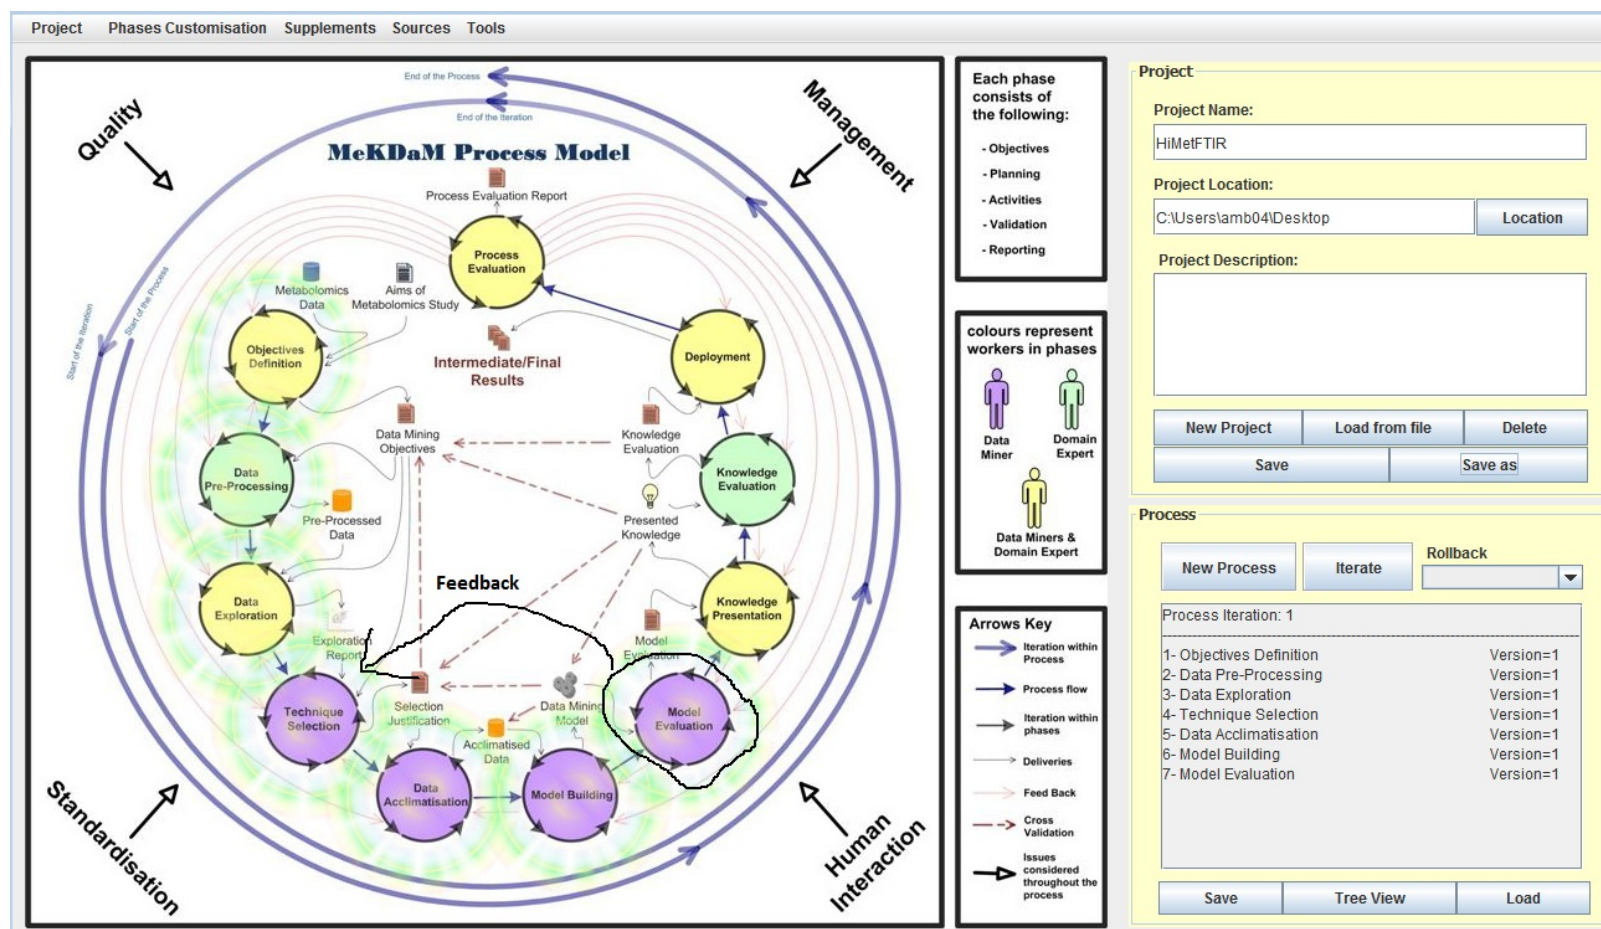 Project Phases Customisation Supplements Sources Tools
End of the Process
End of the Iteration
Quality
Management
MeKDaM Process Model
Process Evaluation Report
Process
Evaluation
Start of the Iteration
Start of the Process
Metabolomics
Data
Aims of
Metabolomics Study
Objectives
Definition
Intermediate/Final
Results
Deployment
Data Mining
Objectives
Knowledge
Evaluation
Data
Pre-Processing
Knowledge
Evaluation
Pre-Processed
Data
Presented
Knowledge
Feedback
Data
Exploration
Exploration
Report
Knowledge
Presentation
Model
Evaluation
Technique
Selection
Selection
Justification
Data Mining
Model
Model
Evaluation
Acclimatised
Data
Data
Acclimatisation
Model Building
Standardisation
Human
Interaction
Each phase
consists of
the following:
- Objectives
- Planning
- Activities
- Validation
- Reporting
colours represent
workers in phases
Data
Miner
Domain
Expert
Data Miners &
Domain Expert
Arrows Key
Iteration within
Process
Process flow
Iteration within
phases
Deliveries
Feed Back
Cross
Validation
Issues
considered
throughout the
process
Project
Project Name:
HiMetFTIR
Project Location:
C:\Users\amb04\Desktop
Location
Project Description:
New Project Load from file Delete
Save Save as
Process
New Process Iterate Rollback
Process Iteration: 1
1- Objectives Definition Version=1
2- Data Pre-Processing Version=1
3- Data Exploration Version=1
4- Technique Selection Version=1
5- Data Acclimatisation Version=1
6- Model Building Version=1
7- Model Evaluation Version=1
Save Tree View Load